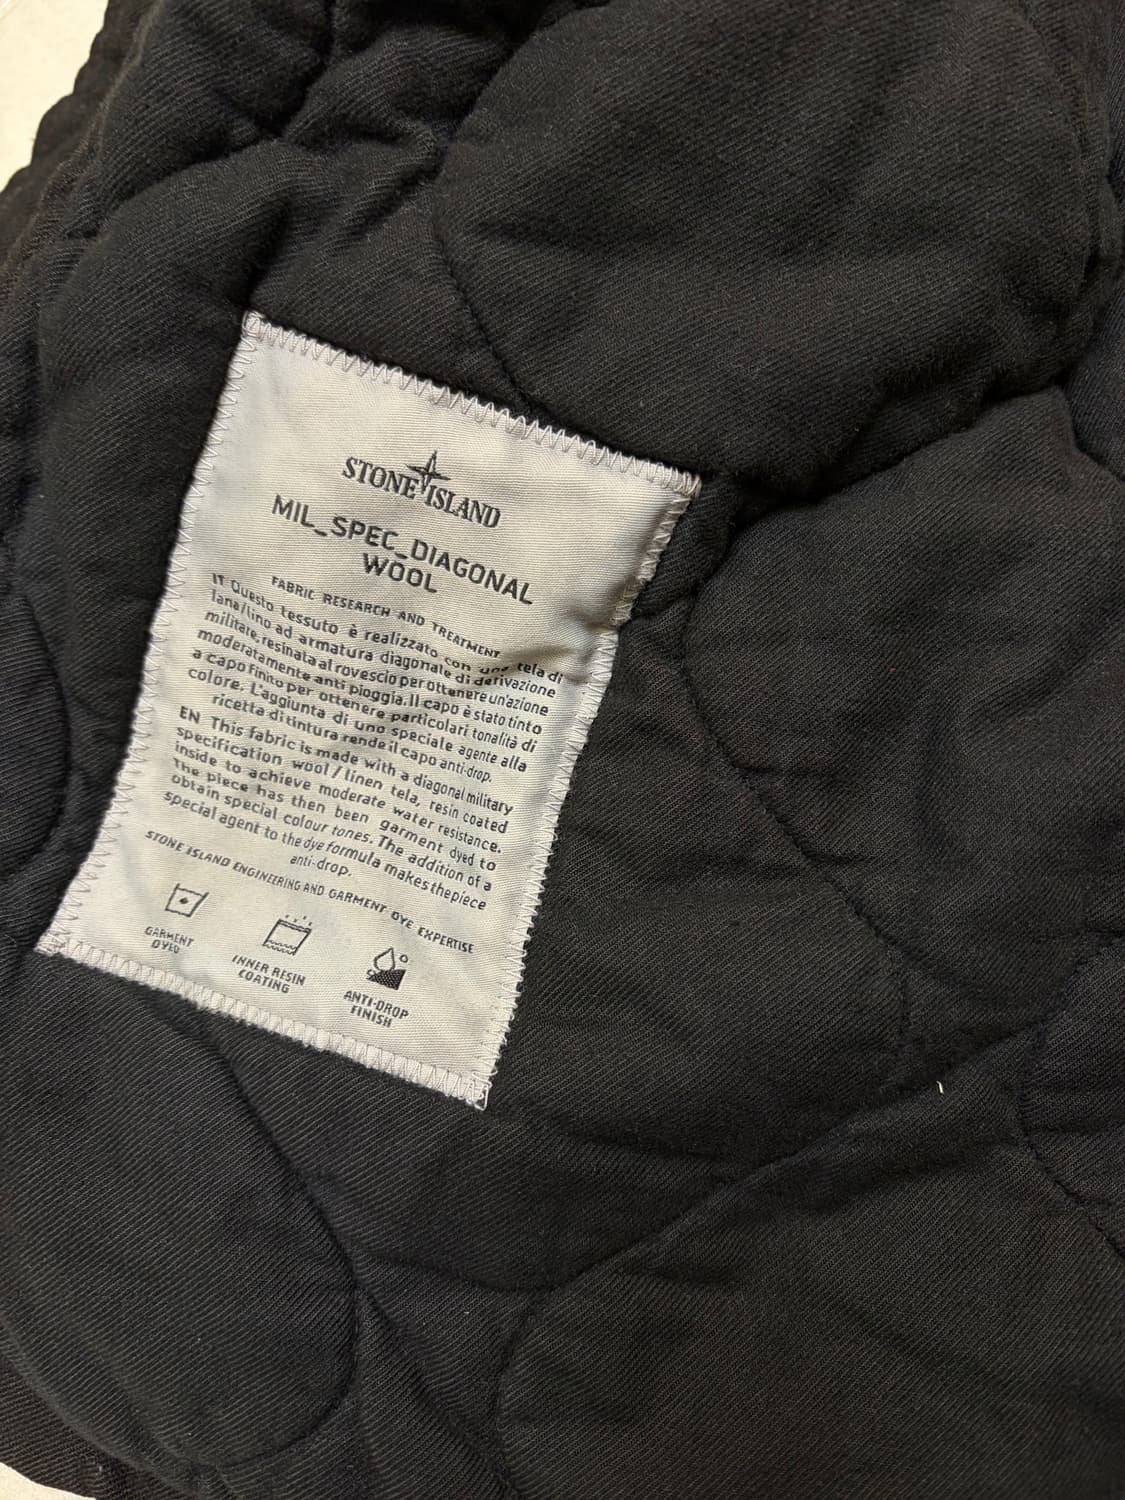 STONE ISLAND
MIL_SPEC_DIAGONAL
WOOL
FABRIC RESEARCH AND TREATMENT
IT Questo tessuto è realizzato con una tela di
lana/lino ad armatura diagonale di derivazione
militare, resinata al rovescio per ottenere un'azione
moderatamente anti pioggia. Il capo è stato tinto
a capo finito per ottenere particolari tonalità di
colore. L'aggiunta di uno speciale agente alla
ricetta di tintura rende il capo anti-drop.
EN This fabric is made with a diagonal military
specification wool/linen tela, resin coated
inside to achieve moderate water resistance.
The piece has then been garment dyed to
obtain special colour tones. The addition of a
special agent to the dye formula makes the piece
anti-drop.
STONE ISLAND ENGINEERING AND GARMENT DYE EXPERTISE
GARMENT
DYED
INNER RESIN
COATING
ANTI-DROP
FINISH